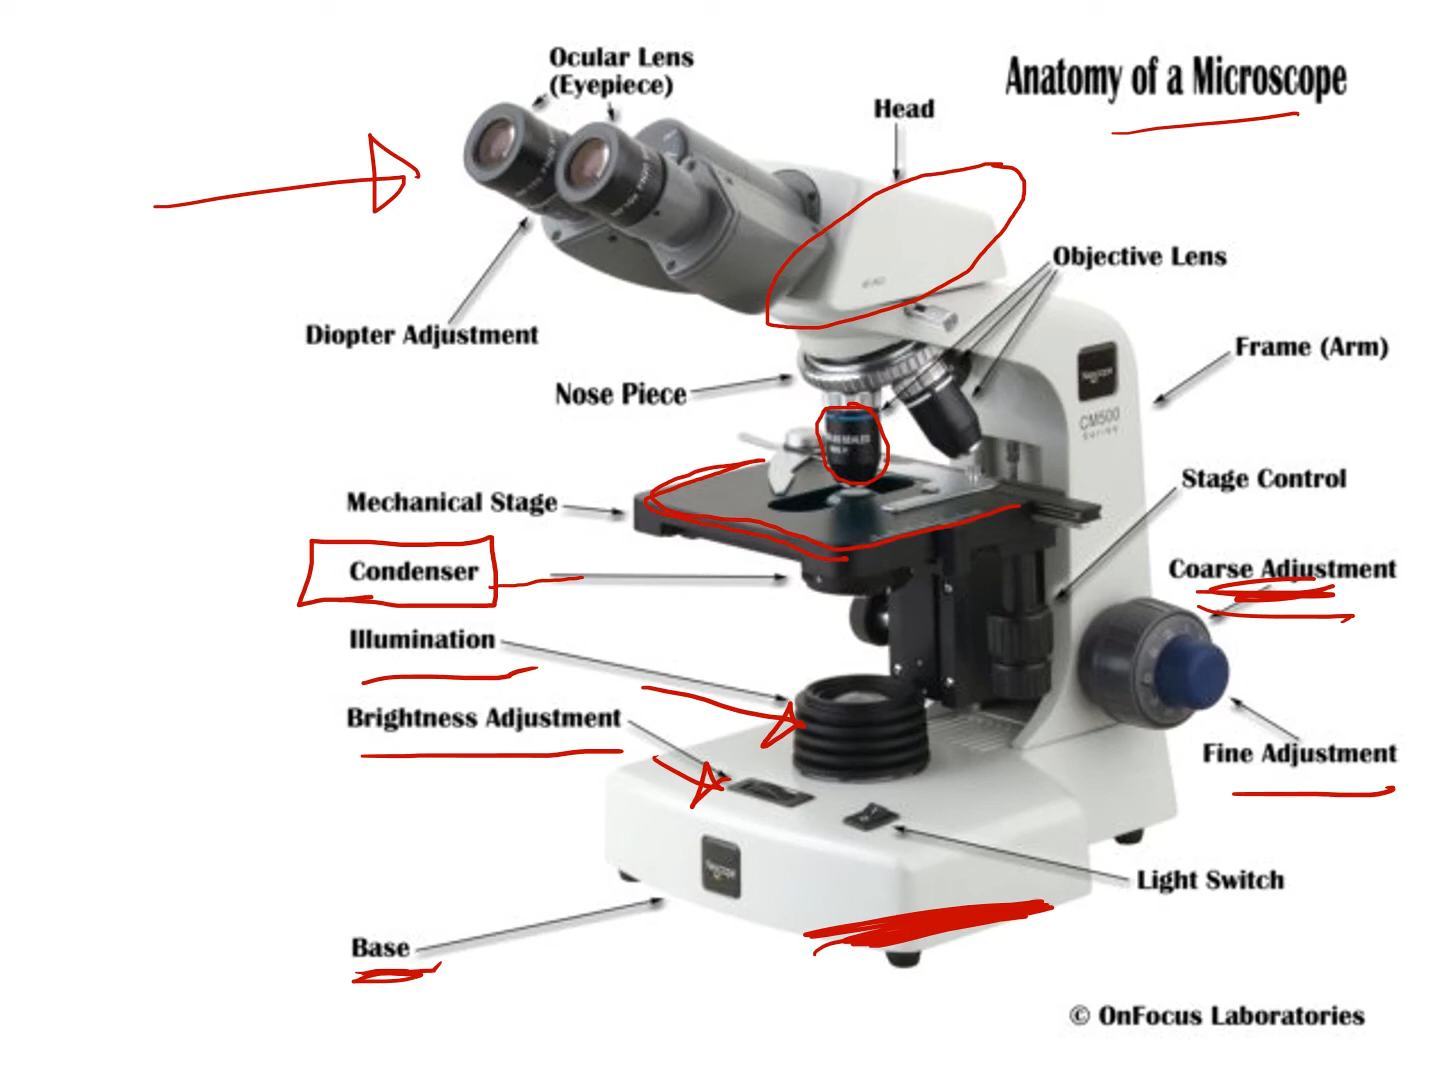 Anatomy of a Microscope
Ocular Lens
(Eyepiece)
Head
Objective Lens
Diopter Adjustment
Frame (Arm)
Nose Piece
CM500
Series
Stage Control
Mechanical Stage
Condenser
Coarse Adjustment
Illumination
Brightness Adjustment
Fine Adjustment
Light Switch
Base
© OnFocus Laboratories